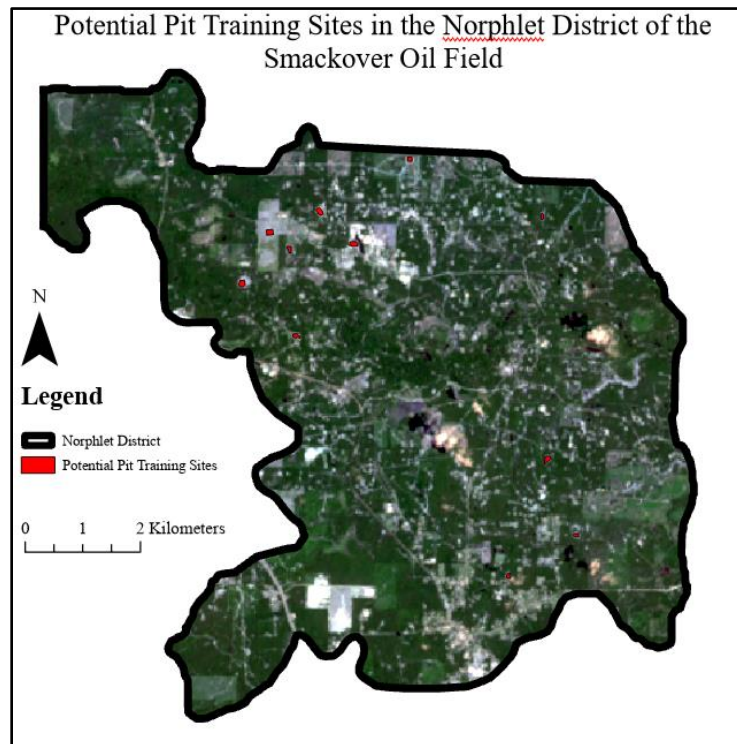 Potential Pit Training Sites in the Norphlet District of the
Smackover Oil Field
N
Legend
Norphlet District
Potential Pit Training Sites
0 1 2 Kilometers